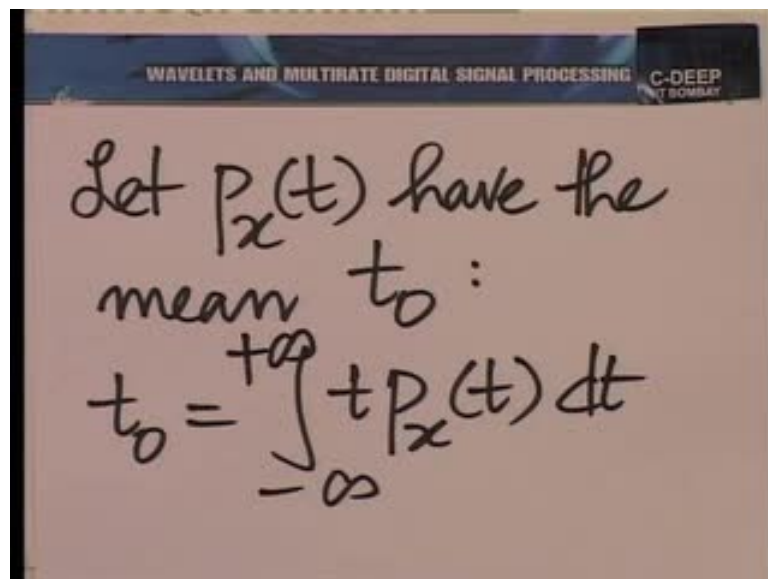 WAVELETS AND MULTIRATE DIGITAL SIGNAL PROCESSING
C-DEEP
IIT BOMBAY
Let pₓ(t) have the
mean t₀ :
t₀ = ∫_{-∞}^{+∞} t pₓ(t) dt